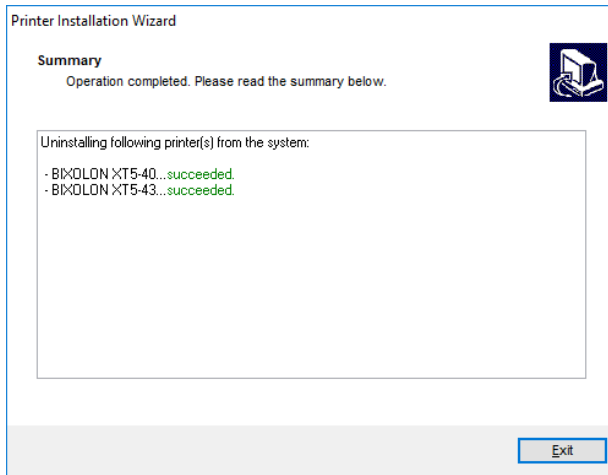 Printer Installation Wizard
Summary
Operation completed. Please read the summary below.
Uninstalling following printer(s) from the system:
- BIXOLON XT5-40...succeeded.
- BIXOLON XT5-43...succeeded.
Exit